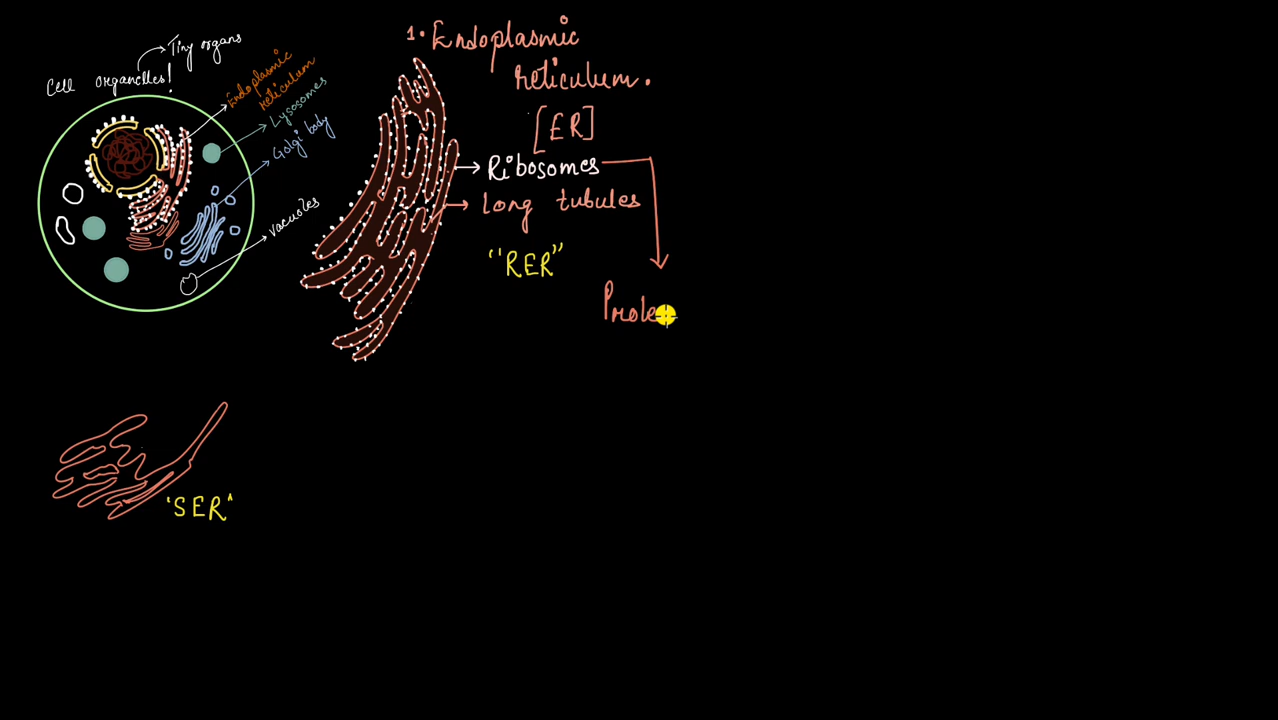 Tiny organs
Cell organelles!
Endoplasmic
reticulum
Lysosomes
Golgi body
vacuoles
1. Endoplasmic
reticulum.
[ER]
Ribosomes
Long tubules
"RER"
Prote
'SER'